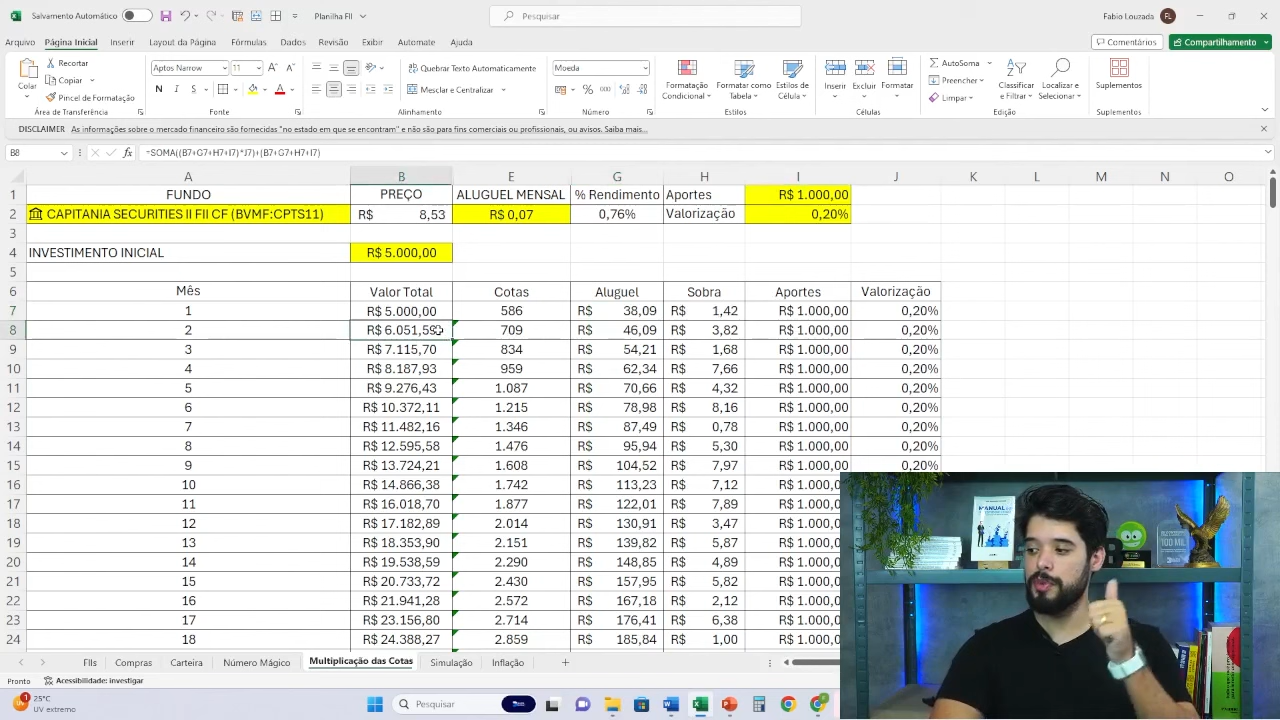 Salvamento Automático
Planilha FII
Pesquisar
Fabio Louzada
FL
Arquivo
Página Inicial
Inserir
Layout da Página
Fórmulas
Dados
Revisão
Exibir
Automate
Ajuda
Comentários
Compartilhamento
Colar
Recortar
Copiar
Pincel de Formatação
Área de Transferência
Aptos Narrow
11
N I S
Fonte
Quebrar Texto Automaticamente
Mesclar e Centralizar
Alinhamento
Moeda
% 000
Número
Formatação Condicional
Formatar como Tabela
Estilos de Célula
Estilos
Inserir
Excluir
Formatar
Células
AutoSoma
Preencher
Limpar
Classificar e Filtrar
Localizar e Selecionar
Edição
Suplementos
Suplementos
DISCLAIMER As informações sobre o mercado financeiro são fornecidas "no estado em que se encontram" e não são para fins comerciais ou profissionais, ou avisos. Saiba mais...
B8 fx =SOMA((B7+G7+H7+I7)*J7)+(B7+G7+H7+I7)
A B E G H I J K L M N O
1 FUNDO PREÇO ALUGUEL MENSAL % Rendimento Aportes R$ 1.000,00
2 CAPITANIA SECURITIES II FII CF (BVMF:CPTS11) R$ 8,53 R$ 0,07 0,76% Valorização 0,20%
3
4 INVESTIMENTO INICIAL R$ 5.000,00
5
6 Mês Valor Total Cotas Aluguel Sobra Aportes Valorização
7 1 R$ 5.000,00 586 R$ 38,09 R$ 1,42 R$ 1.000,00 0,20%
8 2 R$ 6.051,59 709 R$ 46,09 R$ 3,82 R$ 1.000,00 0,20%
9 3 R$ 7.115,70 834 R$ 54,21 R$ 1,68 R$ 1.000,00 0,20%
10 4 R$ 8.187,93 959 R$ 62,34 R$ 7,66 R$ 1.000,00 0,20%
11 5 R$ 9.276,43 1.087 R$ 70,66 R$ 4,32 R$ 1.000,00 0,20%
12 6 R$ 10.372,11 1.215 R$ 78,98 R$ 8,16 R$ 1.000,00 0,20%
13 7 R$ 11.482,16 1.346 R$ 87,49 R$ 0,78 R$ 1.000,00 0,20%
14 8 R$ 12.595,58 1.476 R$ 95,94 R$ 5,30 R$ 1.000,00 0,20%
15 9 R$ 13.724,21 1.608 R$ 104,52 R$ 7,97 R$ 1.000,00 0,20%
16 10 R$ 14.866,38 1.742 R$ 113,23 R$ 7,12 R$ 1.000,0
17 11 R$ 16.018,70 1.877 R$ 122,01 R$ 7,89 R$ 1.000,0
18 12 R$ 17.182,89 2.014 R$ 130,91 R$ 3,47 R$ 1.000,0
19 13 R$ 18.353,90 2.151 R$ 139,82 R$ 5,87 R$ 1.000,0
20 14 R$ 19.538,59 2.290 R$ 148,85 R$ 4,89 R$ 1.000,0
21 15 R$ 20.733,72 2.430 R$ 157,95 R$ 5,82 R$ 1.000,0
22 16 R$ 21.941,28 2.572 R$ 167,18 R$ 2,12 R$ 1.000,0
23 17 R$ 23.156,80 2.714 R$ 176,41 R$ 6,38 R$ 1.000,0
24 18 R$ 24.388,27 2.859 R$ 185,84 R$ 1,00 R$ 1.000,0
MANUAL
100 MIL
FIIs
Compras
Carteira
Número Mágico
Multiplicação das Cotas
Simulação
Inflação
Pronto
Acessibilidade: investigar
1
25°C
UV extremo
Pesquisar